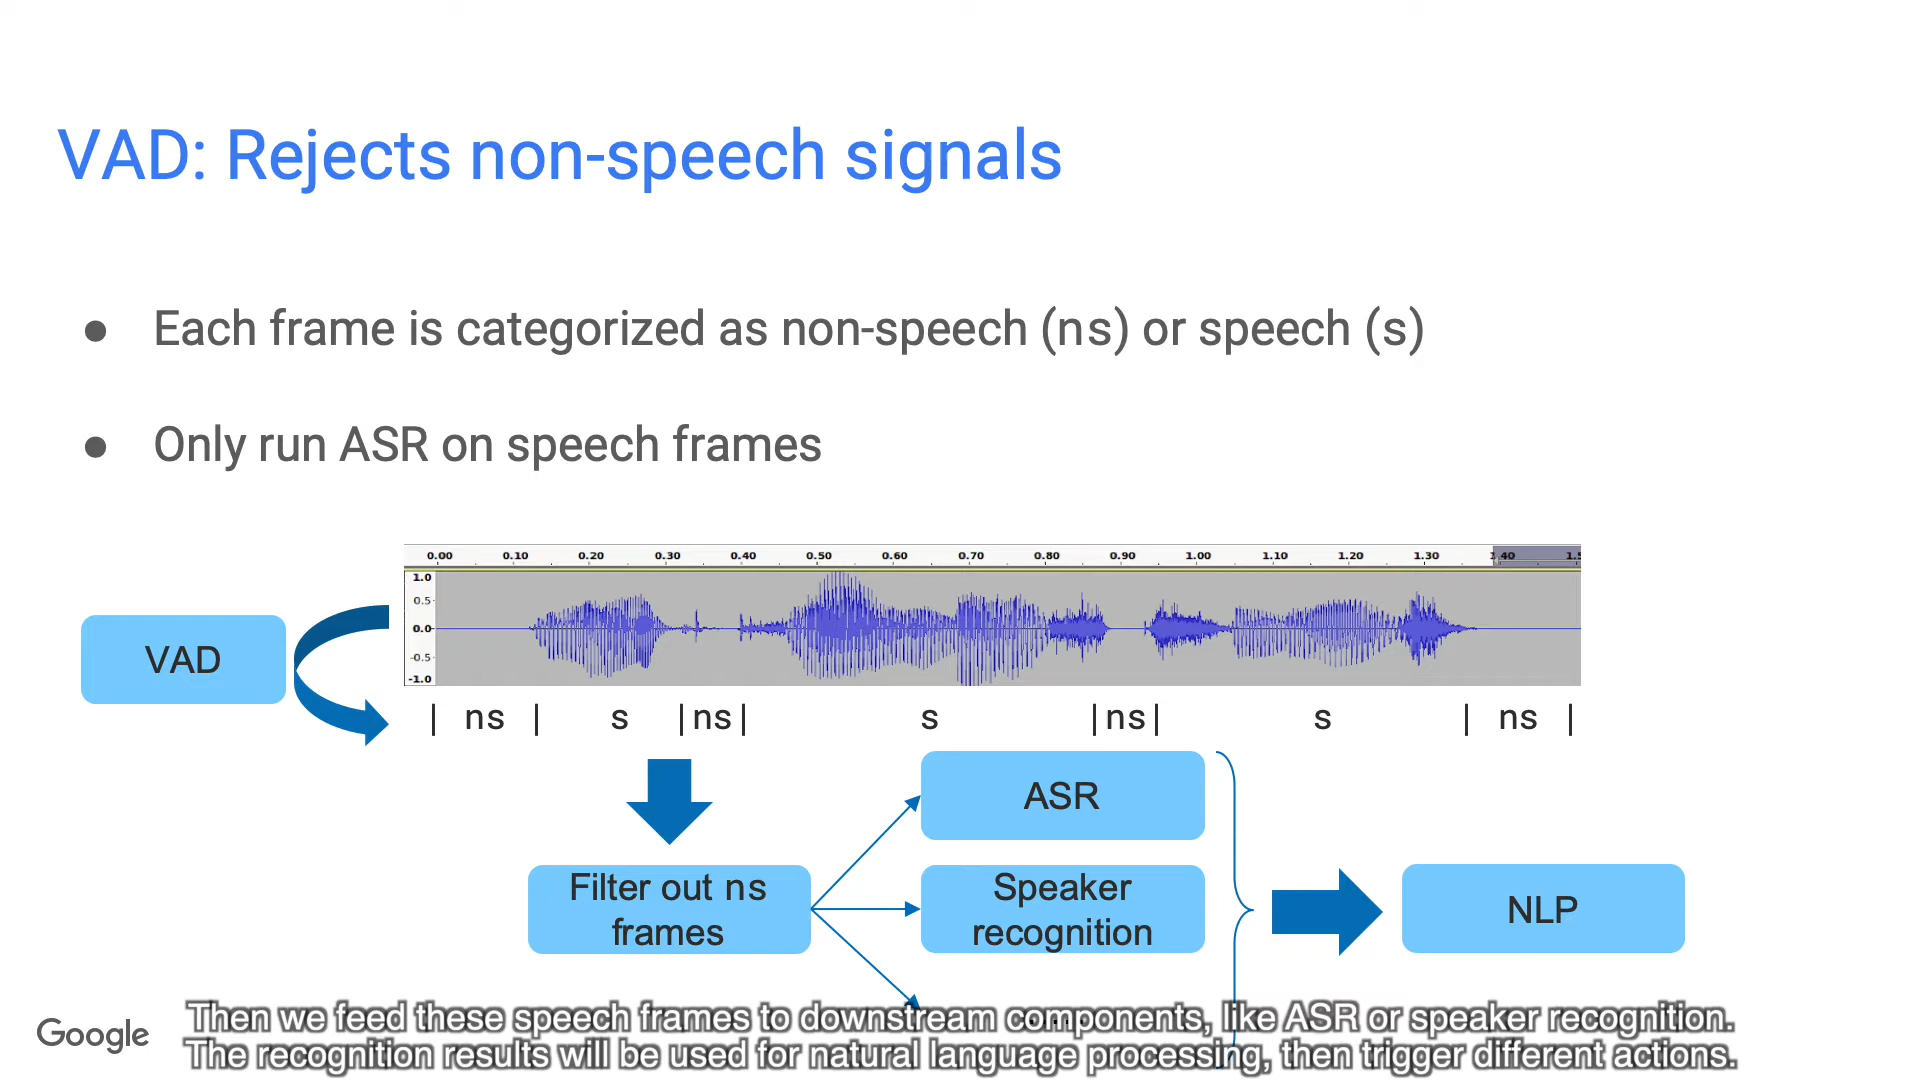 VAD: Rejects non-speech signals
● Each frame is categorized as non-speech (ns) or speech (s)
● Only run ASR on speech frames
0.00 0.10 0.20 0.30 0.40 0.50 0.60 0.70 0.80 0.90 1.00 1.10 1.20 1.30 1.40
1.0
0.5
0.0
-0.5
-1.0
VAD
| ns | s | ns | s | ns | s | ns |
ASR
Filter out ns
frames
Speaker
recognition
NLP
Google
Then we feed these speech frames to downstream components, like ASR or speaker recognition.
The recognition results will be used for natural language processing, then trigger different actions.